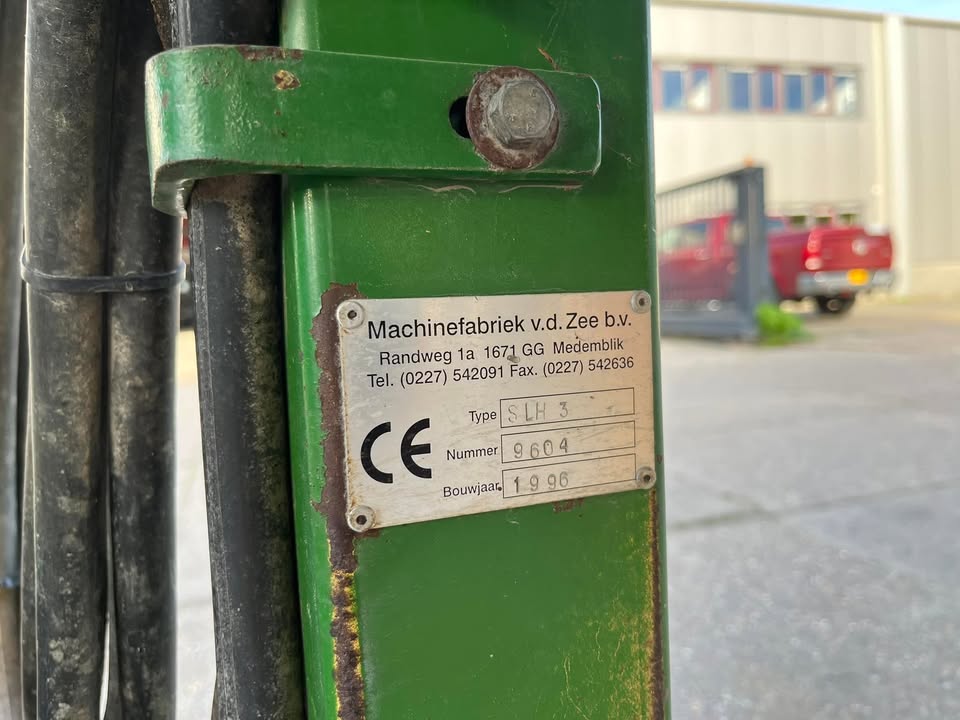 Machinefabriek v.d. Zee b.v.
Randweg 1a 1671 GG Medemblik
Tel. (0227) 542091 Fax. (0227) 542636
CE
Type SLH 3
Nummer 9604
Bouwjaar 1996